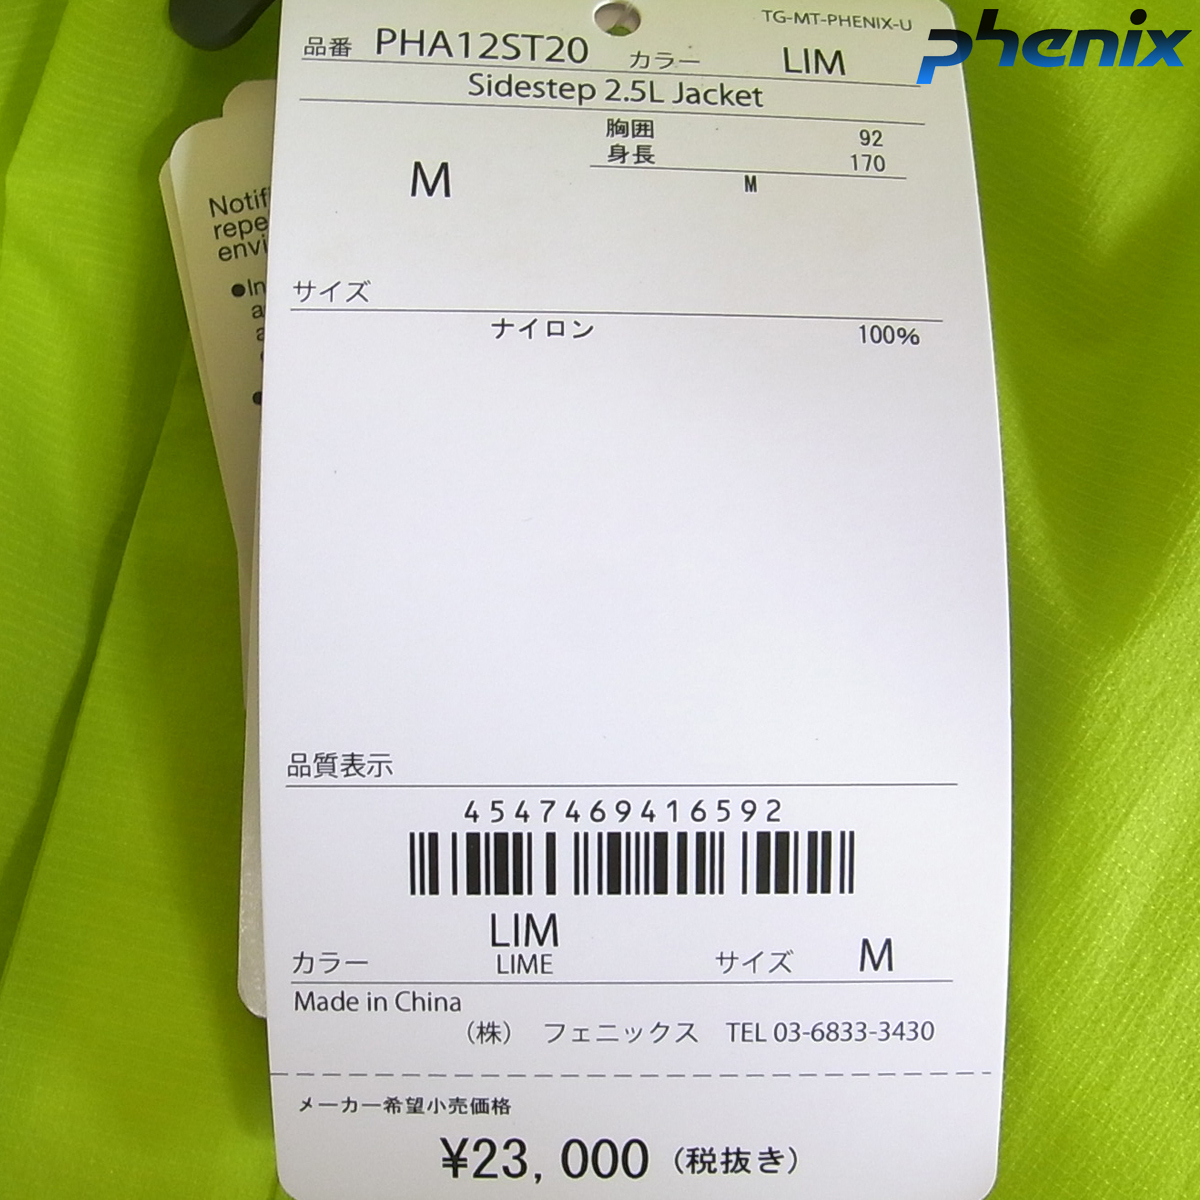 TG-MT-PHENIX-U
phenix
品番 PHA12ST20 カラー LIM
Sidestep 2.5L Jacket
胸囲 92
身長 170
M
M
サイズ
ナイロン 100%
品質表示
4547469416592
LIM
カラー LIME サイズ M
Made in China
（株） フェニックス TEL 03-6833-3430
メーカー希望小売価格
¥23,000 (税抜き)